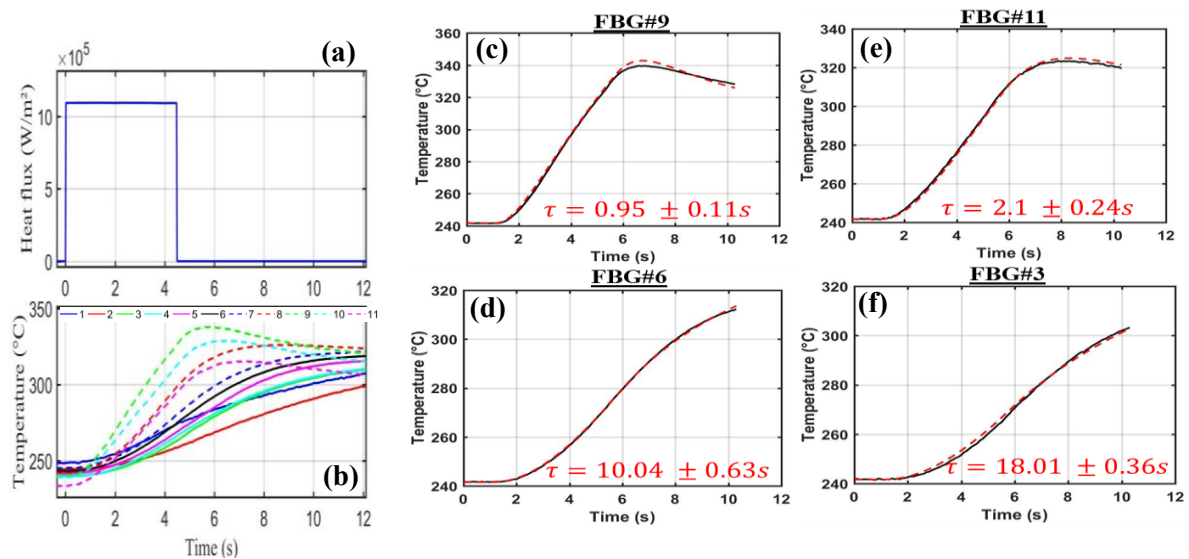 (a)
×10⁵
Heat flux (W/m²)
10
5
0
0 2 4 6 8 10 12
(b)
Temperature (°C)
350
300
250
1 2 3 4 5 6 7 8 9 10 11
0 2 4 6 8 10 12
Time (s)
FBG#9
(c)
Temperature (°C)
360
340
320
300
280
260
240
τ = 0.95 ± 0.11s
0 2 4 6 8 10 12
Time (s)
FBG#6
(d)
Temperature (°C)
320
300
280
260
240
τ = 10.04 ± 0.63s
0 2 4 6 8 10 12
Time (s)
FBG#11
(e)
Temperature (°C)
340
320
300
280
260
240
τ = 2.1 ± 0.24s
0 2 4 6 8 10 12
Time (s)
FBG#3
(f)
Temperature (°C)
320
300
280
260
240
τ = 18.01 ± 0.36s
0 2 4 6 8 10 12
Time (s)